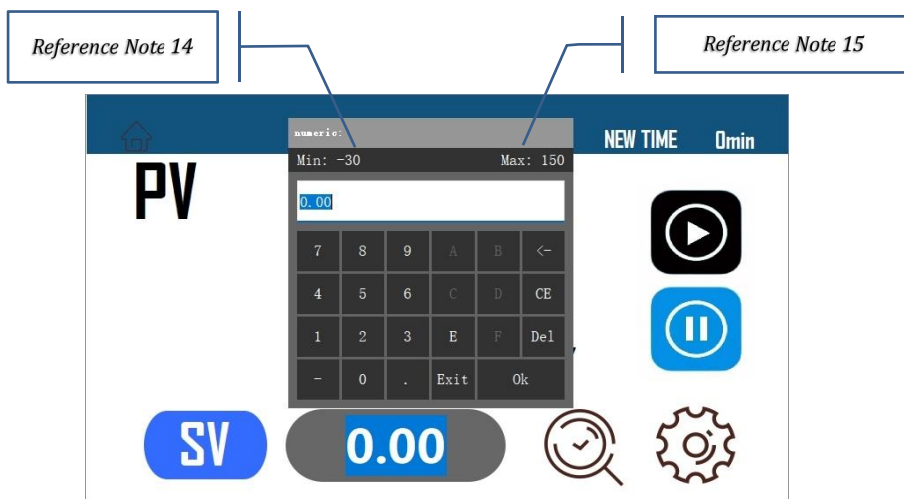 Reference Note 14
Reference Note 15
numeric:
NEW TIME 0min
Min: -30 Max: 150
PV
0.00
7 8 9 A B <-
4 5 6 C D CE
1 2 3 E F Del
- 0 . Exit Ok
SV 0.00